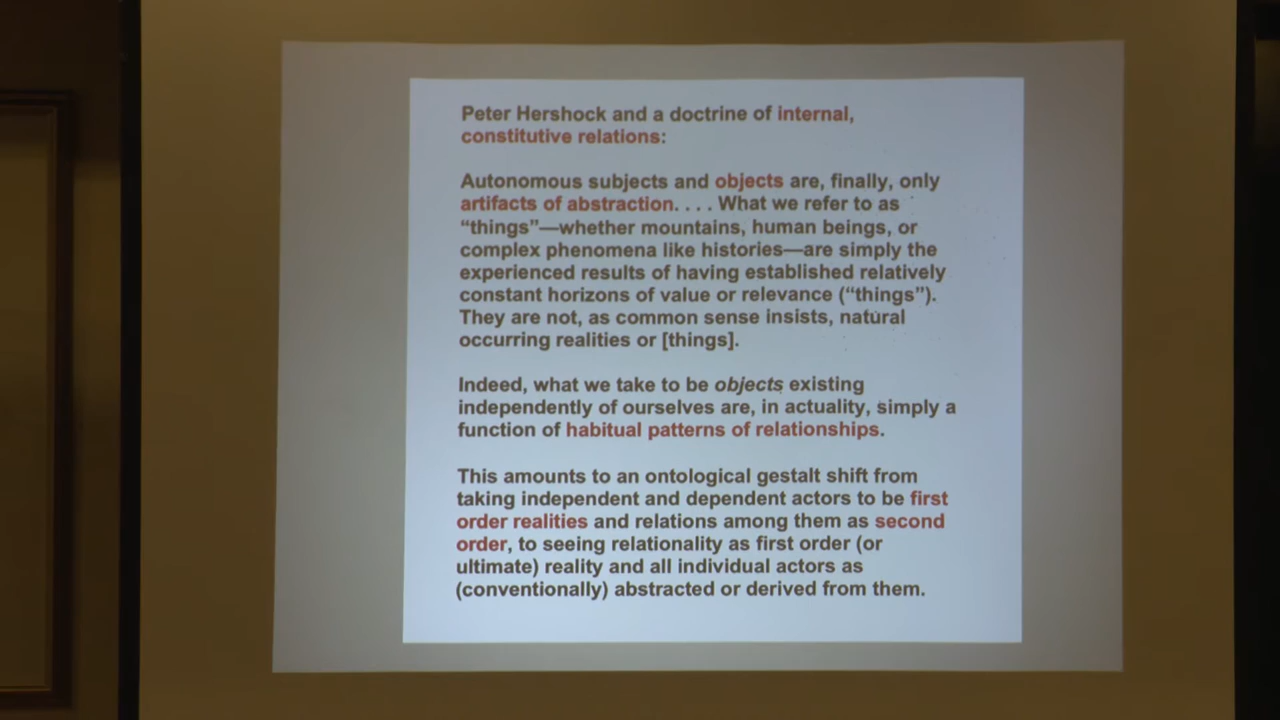 Peter Hershock and a doctrine of internal,
constitutive relations:
Autonomous subjects and objects are, finally, only
artifacts of abstraction. . . . What we refer to as
“things”—whether mountains, human beings, or
complex phenomena like histories—are simply the
experienced results of having established relatively
constant horizons of value or relevance (“things”).
They are not, as common sense insists, natural
occurring realities or [things].
Indeed, what we take to be objects existing
independently of ourselves are, in actuality, simply a
function of habitual patterns of relationships.
This amounts to an ontological gestalt shift from
taking independent and dependent actors to be first
order realities and relations among them as second
order, to seeing relationality as first order (or
ultimate) reality and all individual actors as
(conventionally) abstracted or derived from them.